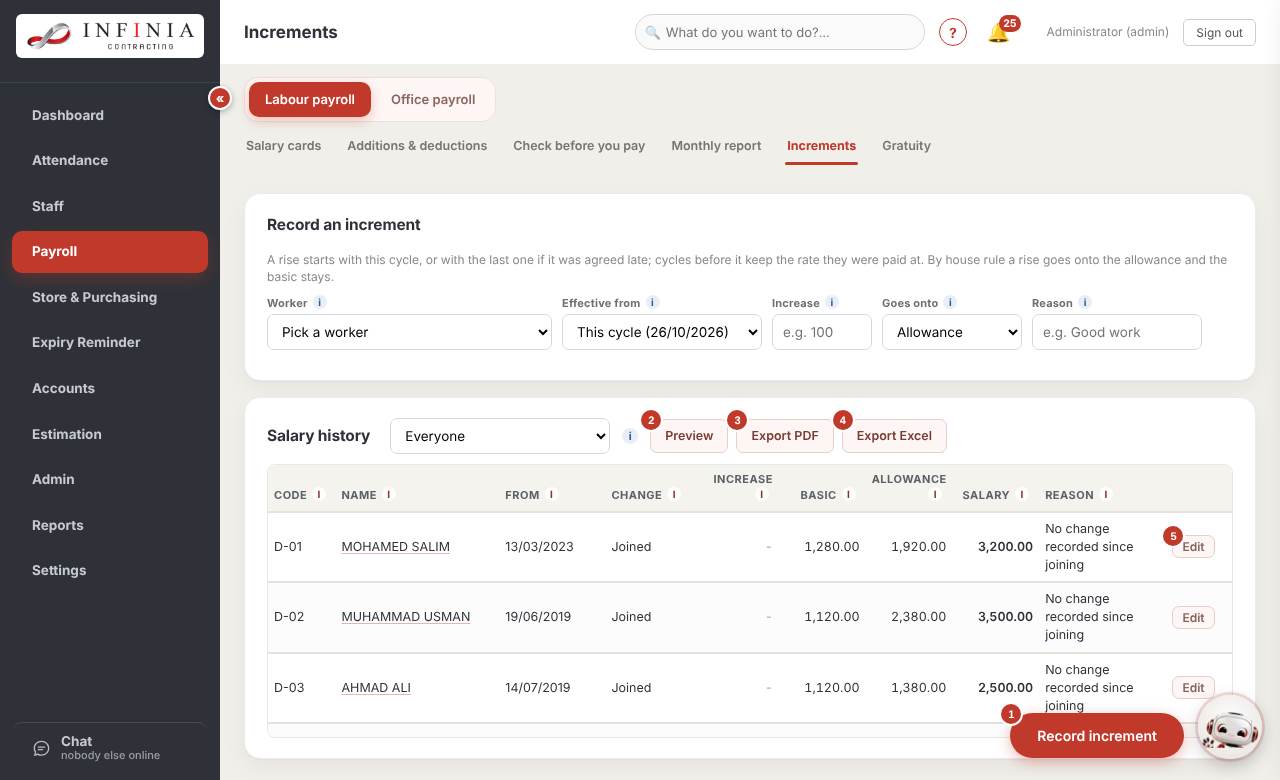 INFINIA
CONTRACTING
Increments
What do you want to do?...
?
25
Administrator (admin)
Sign out
«
Dashboard
Attendance
Staff
Payroll
Store & Purchasing
Expiry Reminder
Accounts
Estimation
Admin
Reports
Settings
Chat
nobody else online
Labour payroll
Office payroll
Salary cards
Additions & deductions
Check before you pay
Monthly report
Increments
Gratuity
Record an increment
A rise starts with this cycle, or with the last one if it was agreed late; cycles before it keep the rate they were paid at. By house rule a rise goes onto the allowance and the
basic stays.
Worker i
Effective from i
Increase i
Goes onto i
Reason i
Pick a worker
This cycle (26/10/2026)
e.g. 100
Allowance
e.g. Good work
Salary history
Everyone
i
2
Preview
3
Export PDF
4
Export Excel
CODE I
NAME I
FROM I
CHANGE I
INCREASE I
BASIC I
ALLOWANCE I
SALARY I
REASON I
D-01 MOHAMED SALIM 13/03/2023 Joined - 1,280.00 1,920.00 3,200.00
No change
recorded since
joining
5
Edit
D-02 MUHAMMAD USMAN 19/06/2019 Joined - 1,120.00 2,380.00 3,500.00
No change
recorded since
joining
Edit
D-03 AHMAD ALI 14/07/2019 Joined - 1,120.00 1,380.00 2,500.00
No change
recorded since
joining
Edit
1
Record increment